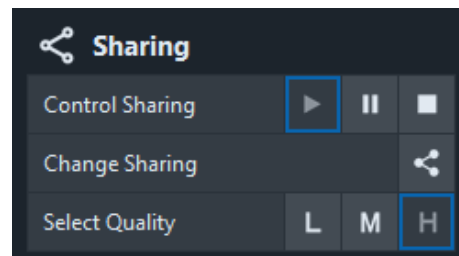 Sharing
Control Sharing
Change Sharing
Select Quality L M H